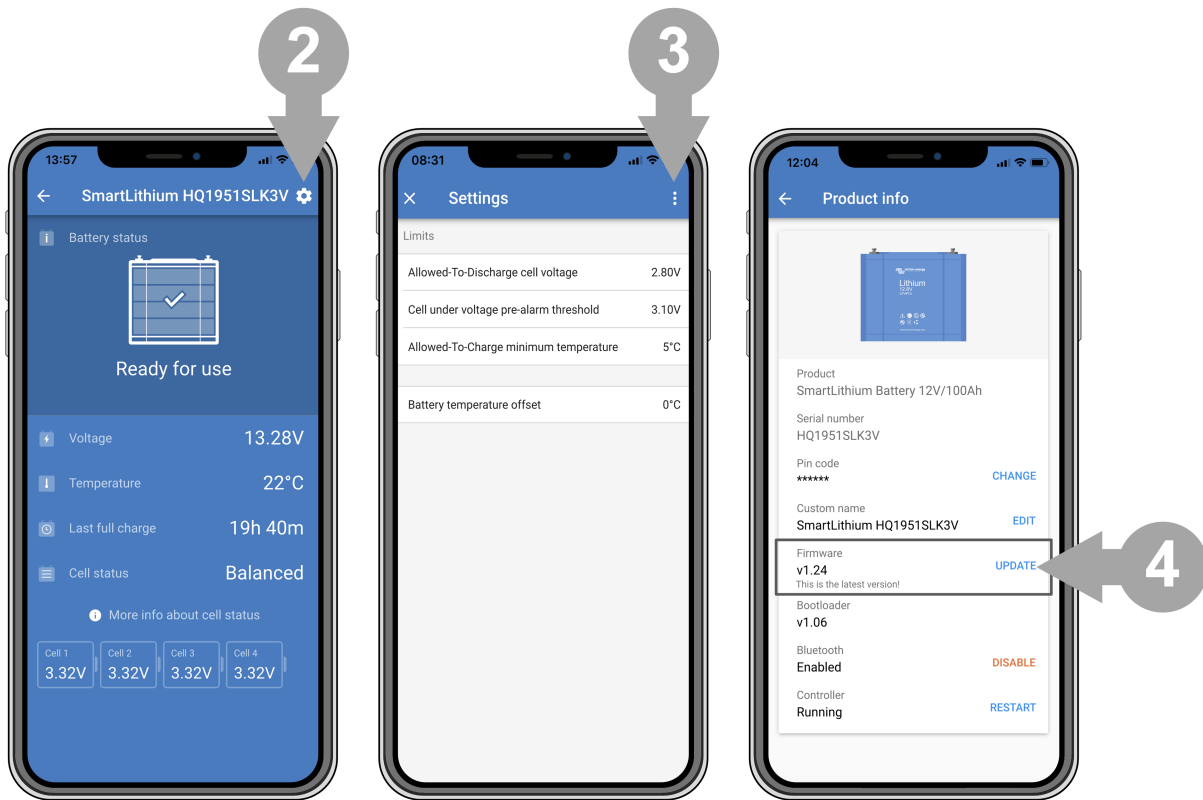 2
3
4
13:57
SmartLithium HQ1951SLK3V
Battery status
Ready for use
Voltage 13.28V
Temperature 22°C
Last full charge 19h 40m
Cell status Balanced
More info about cell status
Cell 1 Cell 2 Cell 3 Cell 4
3.32V 3.32V 3.32V 3.32V
08:31
Settings
Limits
Allowed-To-Discharge cell voltage 2.80V
Cell under voltage pre-alarm threshold 3.10V
Allowed-To-Charge minimum temperature 5°C
Battery temperature offset 0°C
12:04
Product info
victron energy
Lithium
12.8V
Product
SmartLithium Battery 12V/100Ah
Serial number
HQ1951SLK3V
Pin code
****** CHANGE
Custom name
SmartLithium HQ1951SLK3V EDIT
Firmware
v1.24 UPDATE
This is the latest version!
Bootloader
v1.06
Bluetooth
Enabled DISABLE
Controller
Running RESTART